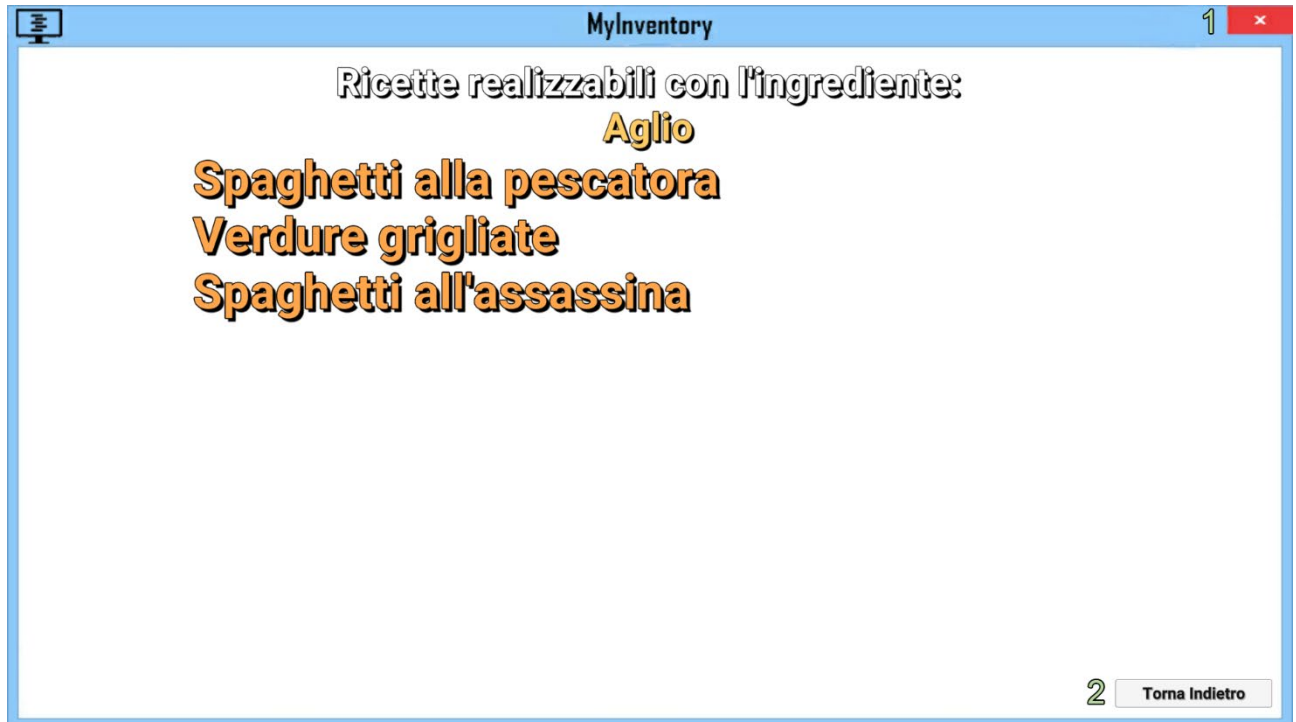 MyInventory
1
Ricette realizzabili con l'ingrediente:
Aglio
Spaghetti alla pescatora
Verdure grigliate
Spaghetti all'assassina
2 Torna Indietro